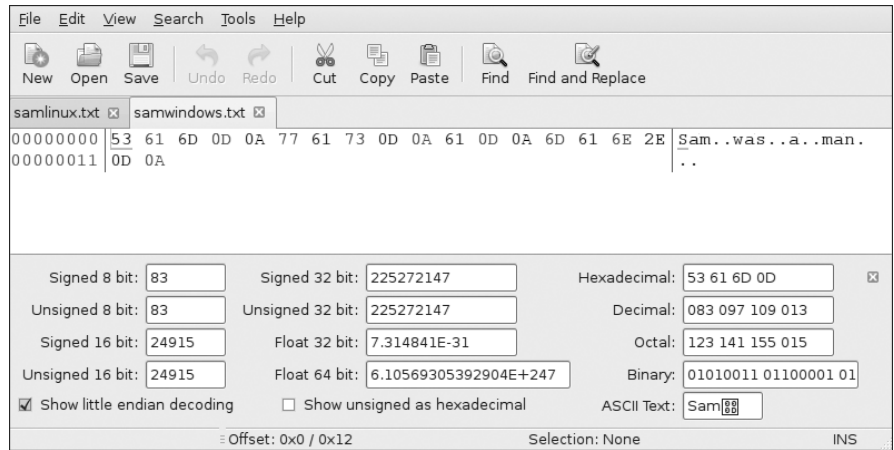 File Edit View Search Tools Help
New Open Save Undo Redo Cut Copy Paste Find Find and Replace
samlinux.txt samwindows.txt
00000000 53 61 6D 0D 0A 77 61 73 0D 0A 61 0D 0A 6D 61 6E 2E Sam..was..a..man.
00000011 0D 0A ..
Signed 8 bit: 83 Signed 32 bit: 225272147 Hexadecimal: 53 61 6D 0D
Unsigned 8 bit: 83 Unsigned 32 bit: 225272147 Decimal: 083 097 109 013
Signed 16 bit: 24915 Float 32 bit: 7.314841E-31 Octal: 123 141 155 015
Unsigned 16 bit: 24915 Float 64 bit: 6.10569305392904E+247 Binary: 01010011 01100001 01
Show little endian decoding Show unsigned as hexadecimal ASCII Text: Sam
Offset: 0x0 / 0x12 Selection: None INS